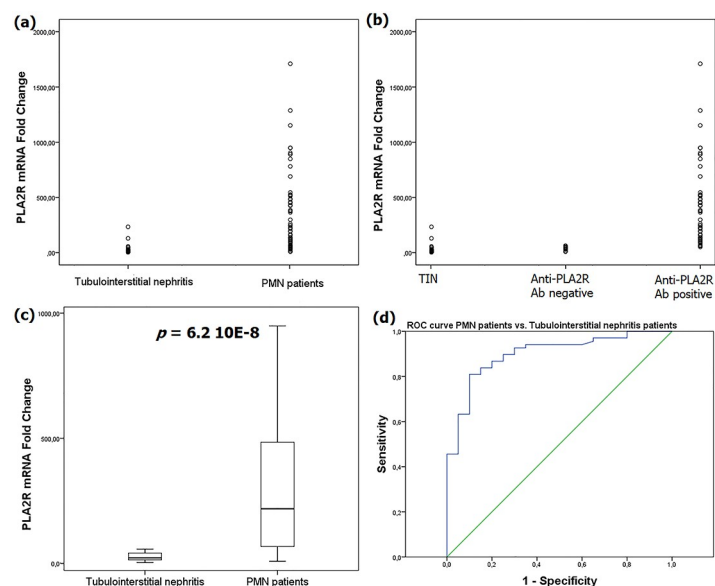 (a)
PLA2R mRNA Fold Change
2000,00
1500,00
1000,00
500,00
,00
Tubulointerstitial nephritis
PMN patients
(b)
PLA2R mRNA Fold Change
2000,00
1500,00
1000,00
500,00
,00
TIN
Anti-PLA2R
Ab negative
Anti-PLA2R
Ab positive
(c)
p = 6.2 10E-8
PLA2R mRNA Fold Change
1000,00
500,00
0,00
Tubulointerstitial nephritis
PMN patients
(d)
ROC curve PMN patients vs. Tubulointerstitial nephritis patients
Sensitivity
1,0
0,8
0,6
0,4
0,2
0,0
0,0 0,2 0,4 0,6 0,8 1,0
1 - Specificity